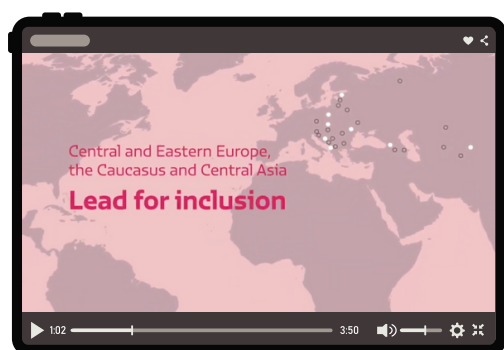 Central and Eastern Europe,
the Caucasus and Central Asia
Lead for inclusion
1:02
3:50